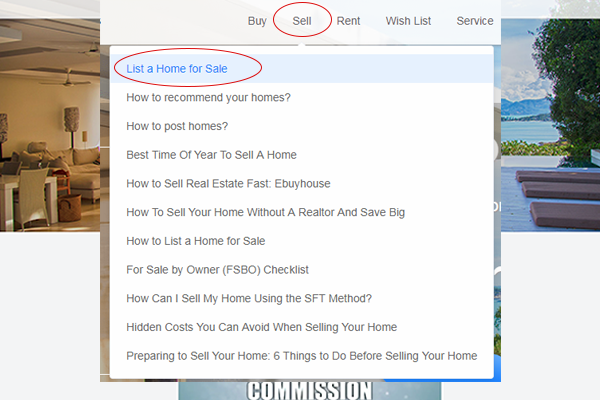 Buy Sell Rent Wish List Service
List a Home for Sale
How to recommend your homes?
How to post homes?
Best Time Of Year To Sell A Home
How to Sell Real Estate Fast: Ebuyhouse
How To Sell Your Home Without A Realtor And Save Big
How to List a Home for Sale
For Sale by Owner (FSBO) Checklist
How Can I Sell My Home Using the SFT Method?
Hidden Costs You Can Avoid When Selling Your Home
Preparing to Sell Your Home: 6 Things to Do Before Selling Your Home
COMMISSION